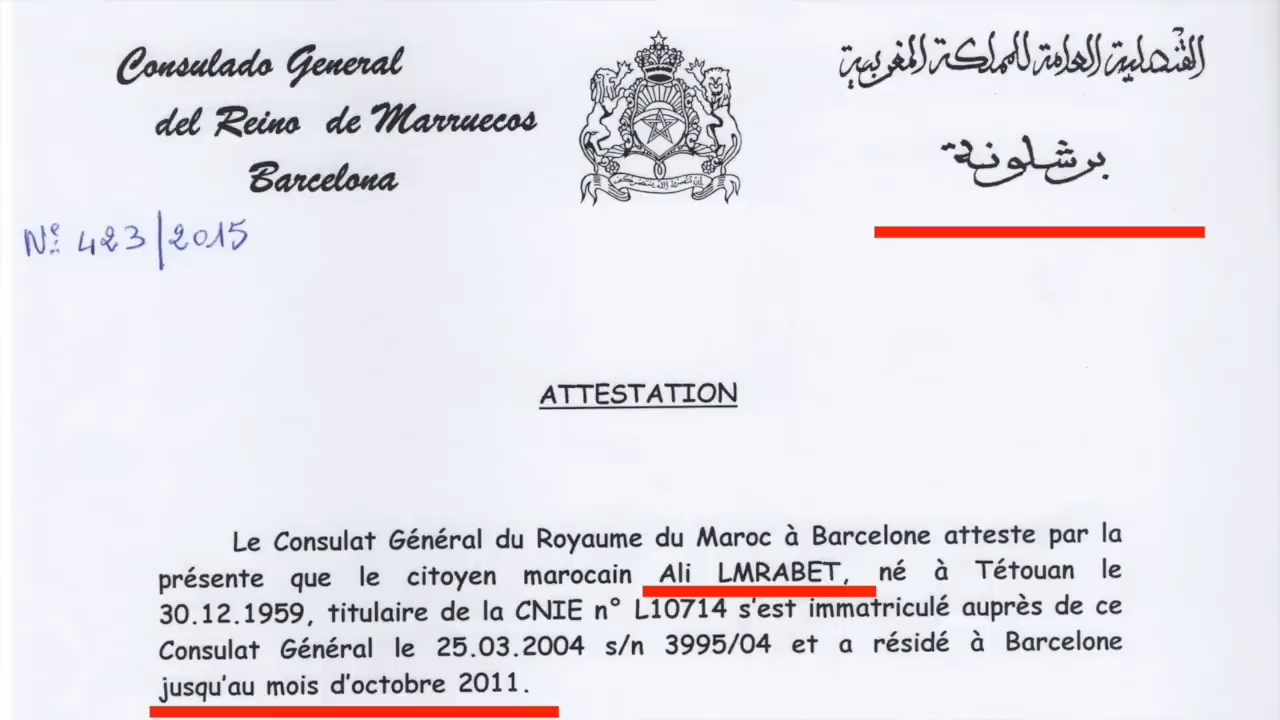 Consulado General
del Reino de Marruecos
Barcelona
القنصلية العامة للمملكة المغربية
برشلونة
Nº 423/2015
ATTESTATION
Le Consulat Général du Royaume du Maroc à Barcelone atteste par la
présente que le citoyen marocain Ali LMRABET, né à Tétouan le
30.12.1959, titulaire de la CNIE n° L10714 s'est immatriculé auprès de ce
Consulat Général le 25.03.2004 s/n 3995/04 et a résidé à Barcelone
jusqu'au mois d'octobre 2011.